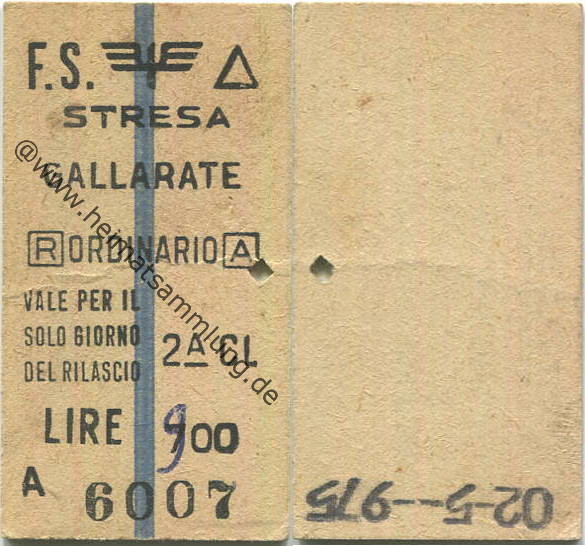 F.S.
STRESA
GALLARATE
R ORDINARIO A
VALE PER IL
SOLO GIORNO
DEL RILASCIO
2A CL
LIRE 900
A 6007
02-5--975
@www.heimatsammlung.de